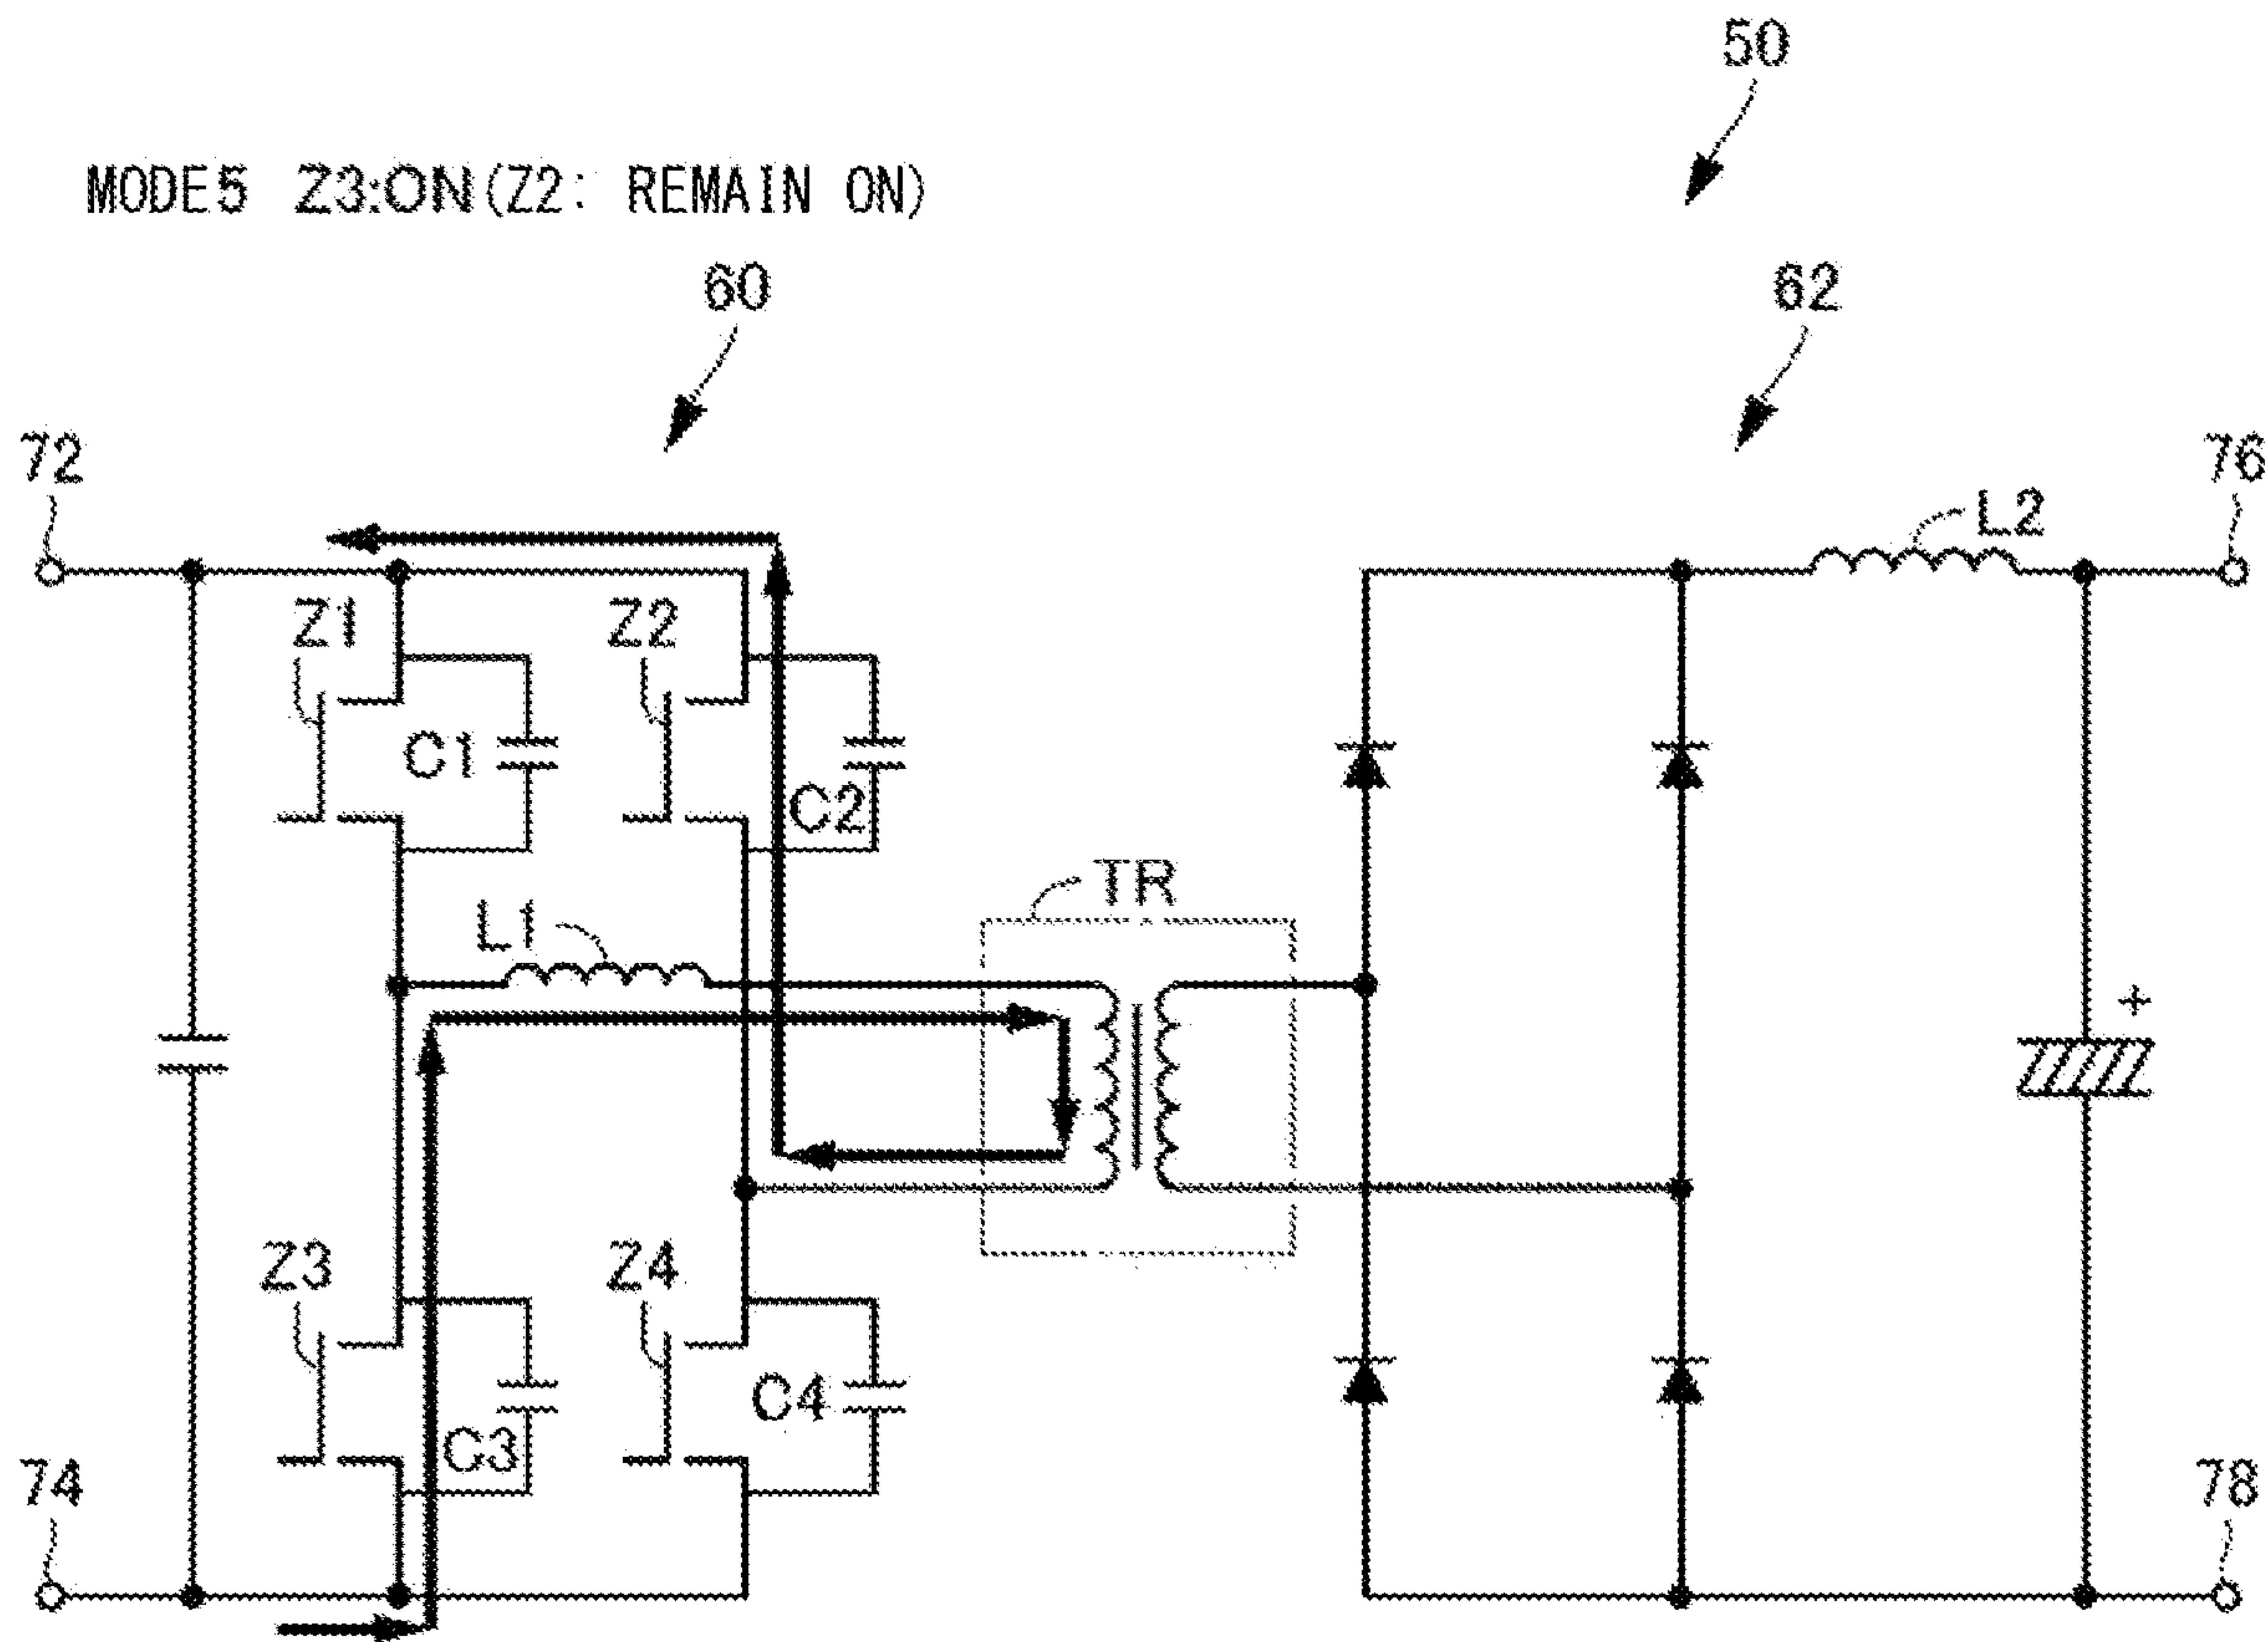 50
MODE5 Z3:ON(Z2: REMAIN ON)
60
62
72
76
L2
Z1
Z2
C1
C2
TR
L1
+
Z3
Z4
C4
C3
74
78